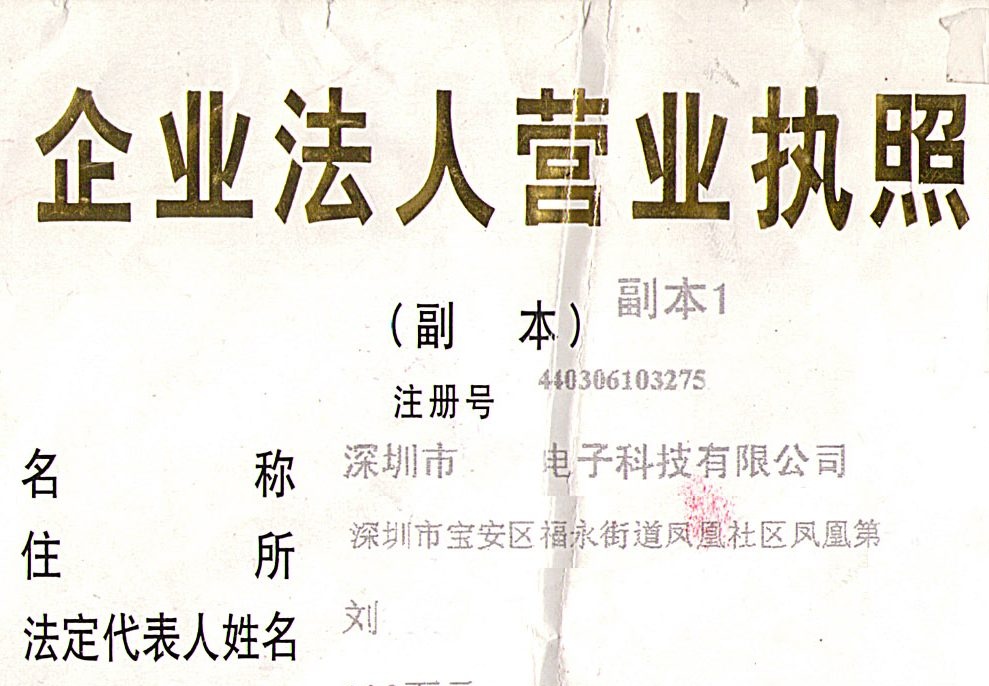 企业法人营业执照
（副 本） 副本1
注册号 440306103275
名 称 深圳市 电子科技有限公司
住 所 深圳市宝安区福永街道凤凰社区凤凰第
法定代表人姓名 刘